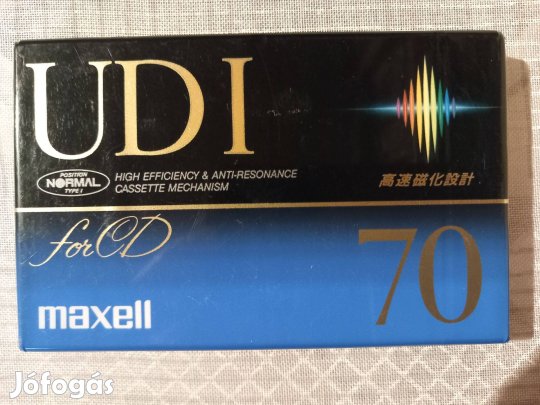 UD I
POSITION
NORMAL
TYPE I
HIGH EFFICIENCY & ANTI-RESONANCE
CASSETTE MECHANISM
高速磁化設計
for CD
70
maxell
Jófogás